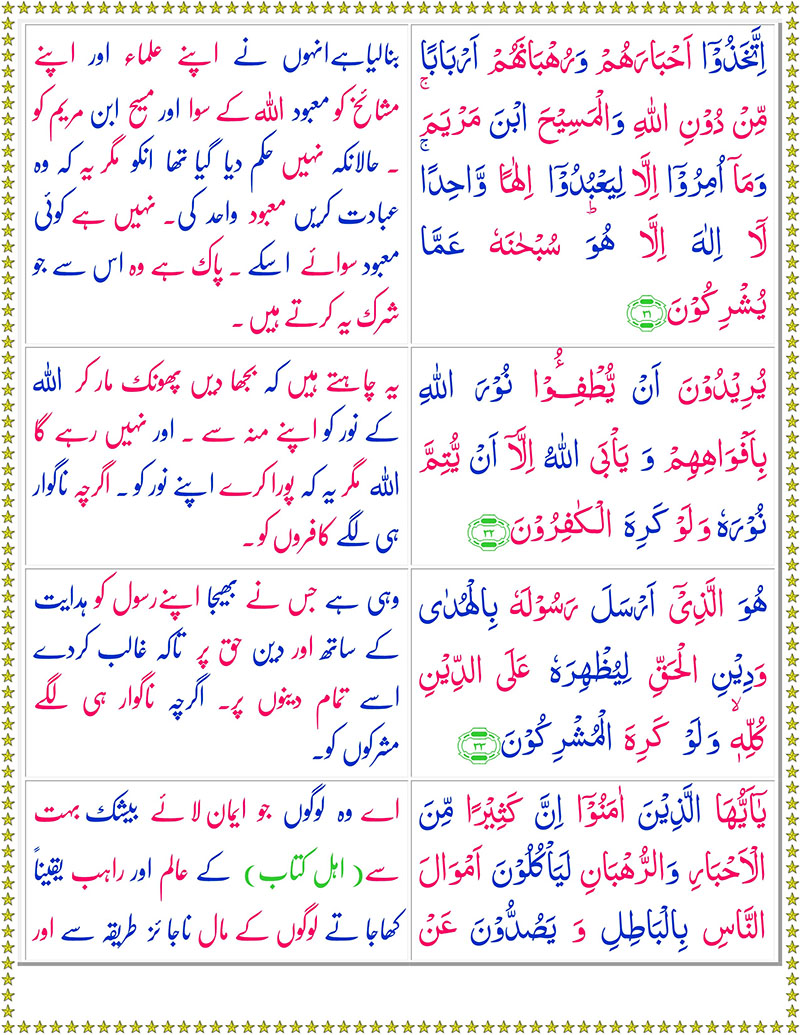 اِتَّخَذُوْۤا اَحْبَارَهُمْ وَرُهْبَانَهُمْ اَرْبَابًا
مِّنْ دُوْنِ اللهِ وَالْمَسِيْحَ ابْنَ مَرْيَمَ ۚ
وَمَاۤ اُمِرُوْۤا اِلَّا لِيَعْبُدُوْۤا اِلٰهًا وَّاحِدًا ۚ
لَاۤ اِلٰهَ اِلَّا هُوَ ؕ سُبْحٰنَهٗ عَمَّا
يُشْرِكُوْنَ ۳۱
بنالیاہے انہوں نے اپنے علماء اور اپنے
مشائخ کو معبود اللہ کے سوا اور مسیح ابن مریم کو
۔ حالانکہ نہیں حکم دیا گیا تھا انکو مگر یہ کہ وہ
عبادت کریں معبود واحد کی۔ نہیں ہے کوئی
معبود سوائے اسکے ۔ پاک ہے وہ اس سے جو
شرک یہ کرتے ہیں ۔
يُرِيْدُوْنَ اَنْ يُّطْفِـُٔوْا نُوْرَ اللهِ
بِاَفْوَاهِهِمْ وَ يَاْبَى اللهُ اِلَّاۤ اَنْ يُّتِمَّ
نُوْرَهٗ وَلَوْ كَرِهَ الْـكٰفِرُوْنَ ۳۲
یہ چاہتے ہیں کہ بجھا دیں پھونک مار کر اللہ
کے نور کو اپنے منہ سے ۔ اور نہیں رہے گا
اللہ مگر یہ کہ پورا کرے اپنے نور کو ۔ اگرچہ ناگوار
ہی لگے کافروں کو۔
هُوَ الَّذِىْۤ اَرْسَلَ رَسُوْلَهٗ بِالْهُدٰى
وَدِيْنِ الْحَقِّ لِيُظْهِرَهٗ عَلَى الدِّيْنِ
كُلِّهٖ ۙ وَلَوْ كَرِهَ الْمُشْرِكُوْنَ ۳۳
وہی ہے جس نے بھیجا اپنے رسول کو ہدایت
کے ساتھ اور دین حق پر تاکہ غالب کردے
اسے تمام دینوں پر۔ اگرچہ ناگوار ہی لگے
مشرکوں کو۔
يٰۤاَيُّهَا الَّذِيْنَ اٰمَنُوْۤا اِنَّ كَثِيْرًا مِّنَ
الْاَحْبَارِ وَالرُّهْبَانِ لَيَاْكُلُوْنَ اَمْوَالَ
النَّاسِ بِالْبَاطِلِ وَ يَصُدُّوْنَ عَنْ
اے وہ لوگوں جو ایمان لائے بیشک بہت
سے (اہل کتاب) کے عالم اور راہب یقیناً
کھاجاتے لوگوں کے مال ناجائز طریقہ سے اور